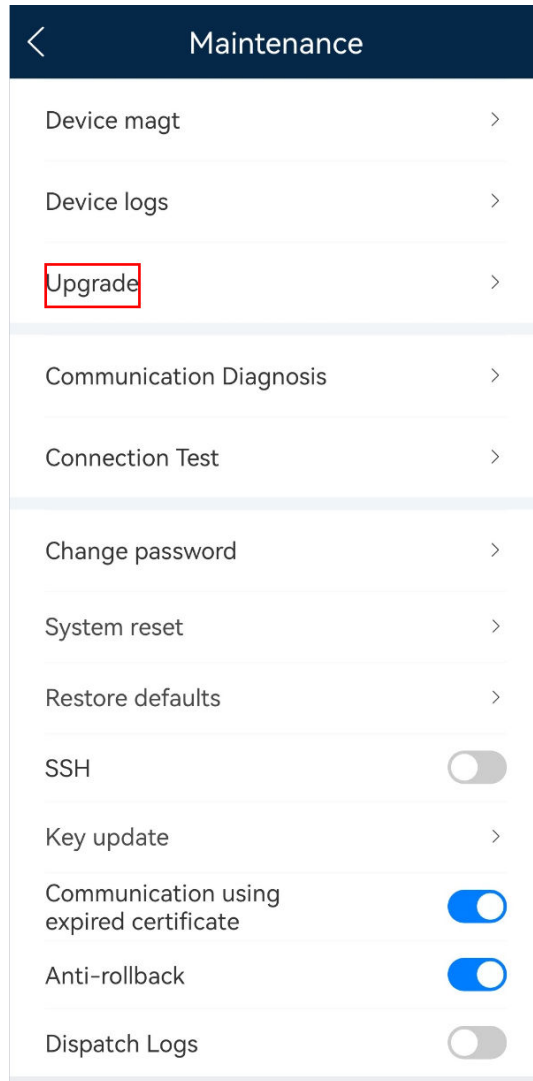 Maintenance
Device magt
Device logs
Upgrade
Communication Diagnosis
Connection Test
Change password
System reset
Restore defaults
SSH
Key update
Communication using
expired certificate
Anti-rollback
Dispatch Logs